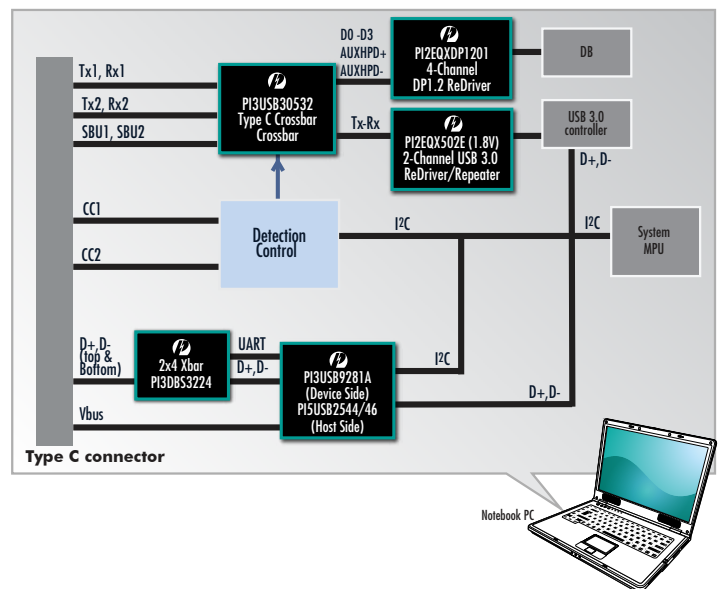 D0 -D3
AUXHPD+
AUXHPD-
PI2EQXDP1201
4-Channel
DP1.2 ReDriver
DB
Tx1, Rx1
Tx2, Rx2
SBU1, SBU2
PI3USB30532
Type C Crossbar
Crossbar
Tx-Rx
PI2EQX502E (1.8V)
2-Channel USB 3.0
ReDriver/Repeater
USB 3.0
controller
D+,D-
CC1
CC2
Detection
Control
I²C
I²C
System
MPU
D+,D-
(top &
Bottom)
2x4 Xbar
PI3DBS3224
UART
D+,D-
PI3USB9281A
(Device Side)
PI5USB2544/46
(Host Side)
I²C
D+,D-
Vbus
Type C connector
Notebook PC